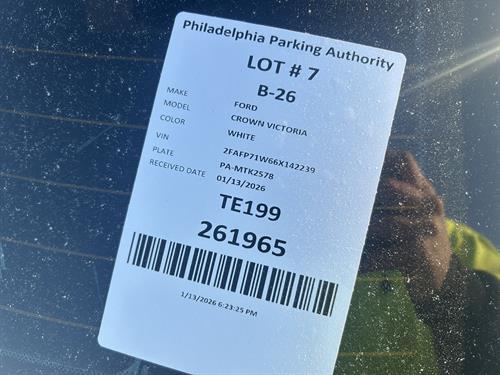 Philadelphia Parking Authority
LOT # 7
B-26
MAKE FORD
MODEL CROWN VICTORIA
COLOR WHITE
VIN 2FAFP71W66X142239
PLATE PA-MTK2578
RECEIVED DATE 01/13/2026
TE199
261965
1/13/2026 6:23:25 PM